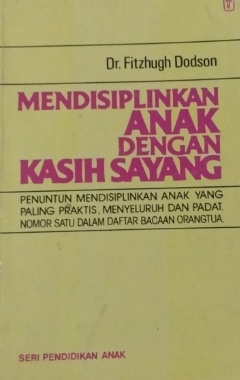 Dr. Fitzhugh Dodson
MENDISIPLINKAN
ANAK
DENGAN
KASIH SAYANG
PENUNTUN MENDISIPLINKAN ANAK YANG
PALING PRAKTIS, MENYELURUH DAN PADAT.
NOMOR SATU DALAM DAFTAR BACAAN ORANGTUA.
SERI PENDIDIKAN ANAK